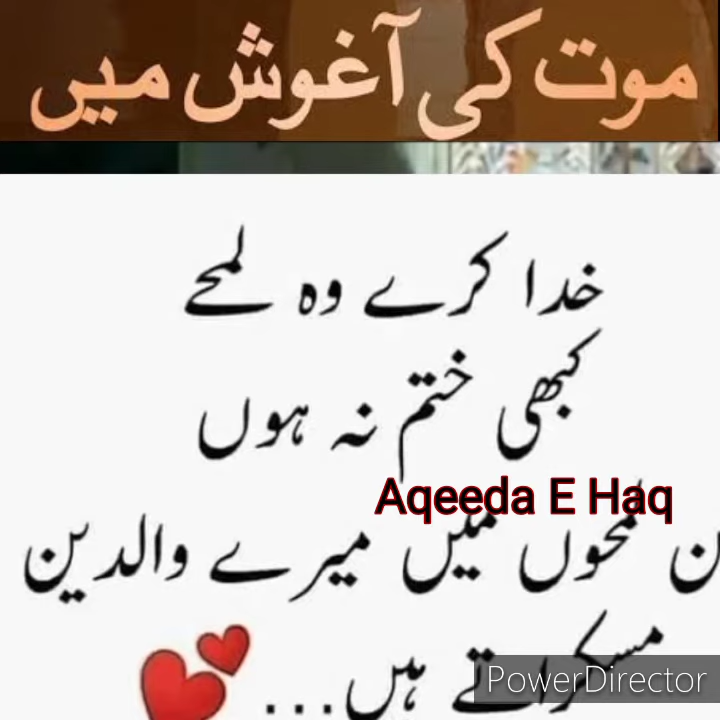 موت کی آغوش میں
خدا کرے وہ لمحے
کبھی ختم نہ ہوں
Aqeeda E Haq
لمحوں میں میرے والدین
مسکراتے ہیں...
PowerDirector